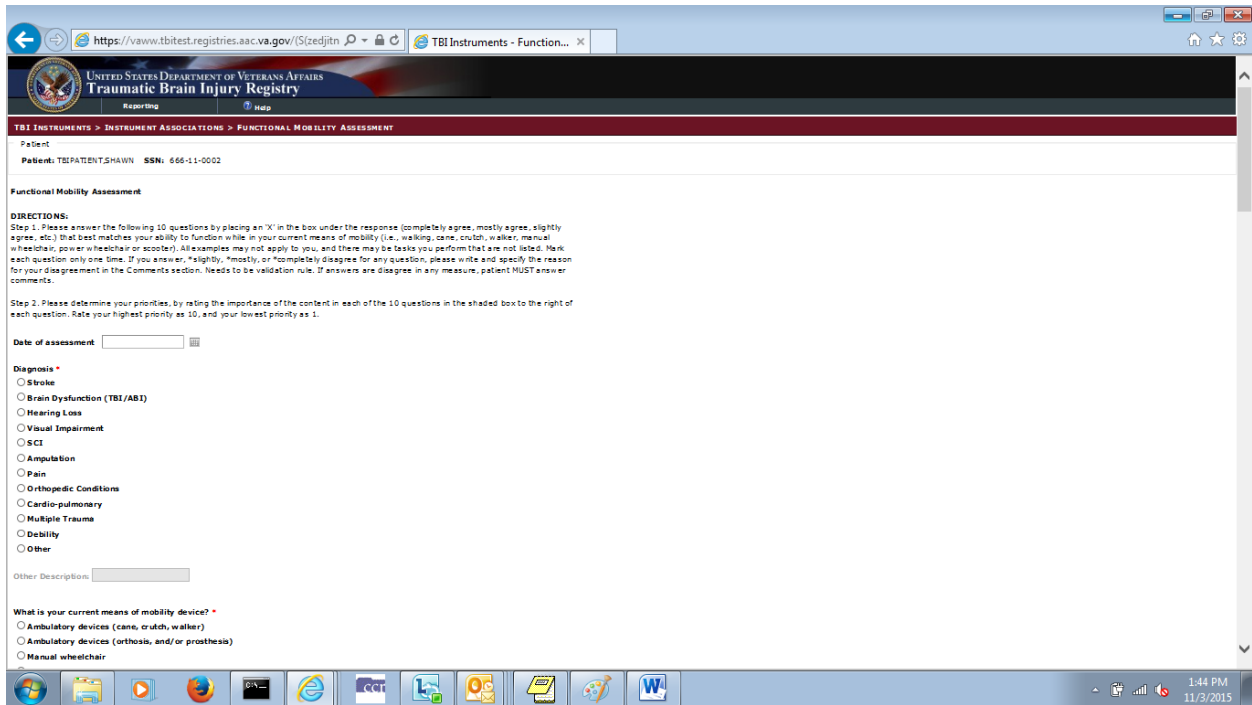 https://vaww.tbitest.registries.aac.va.gov/(S(zedjitn
TBI Instruments - Function...
UNITED STATES DEPARTMENT OF VETERANS AFFAIRS
Traumatic Brain Injury Registry
Reporting
Help
TBI INSTRUMENTS > INSTRUMENT ASSOCIATIONS > FUNCTIONAL MOBILITY ASSESSMENT
Patient
Patient: TBIPATIENT,SHAWN SSN: 666-11-0002
Functional Mobility Assessment
DIRECTIONS:
Step 1. Please answer the following 10 questions by placing an 'X' in the box under the response (completely agree, mostly agree, slightly
agree, etc.) that best matches your ability to function while in your current means of mobility (i.e., walking, cane, crutch, walker, manual
wheelchair, power wheelchair or scooter). All examples may not apply to you, and there may be tasks you perform that are not listed. Mark
each question only one time. If you answer, *slightly, *mostly, or *completely disagree for any question, please write and specify the reason
for your disagreement in the Comments section. Needs to be validation rule. If answers are disagree in any measure, patient MUST answer
comments.
Step 2. Please determine your priorities, by rating the importance of the content in each of the 10 questions in the shaded box to the right of
each question. Rate your highest priority as 10, and your lowest priority as 1.
Date of assessment
Diagnosis *
Stroke
Brain Dysfunction (TBI/ABI)
Hearing Loss
Visual Impairment
SCI
Amputation
Pain
Orthopedic Conditions
Cardio-pulmonary
Multiple Trauma
Debility
Other
Other Description:
What is your current means of mobility device? *
Ambulatory devices (cane, crutch, walker)
Ambulatory devices (orthosis, and/or prosthesis)
Manual wheelchair
1:44 PM
11/3/2015